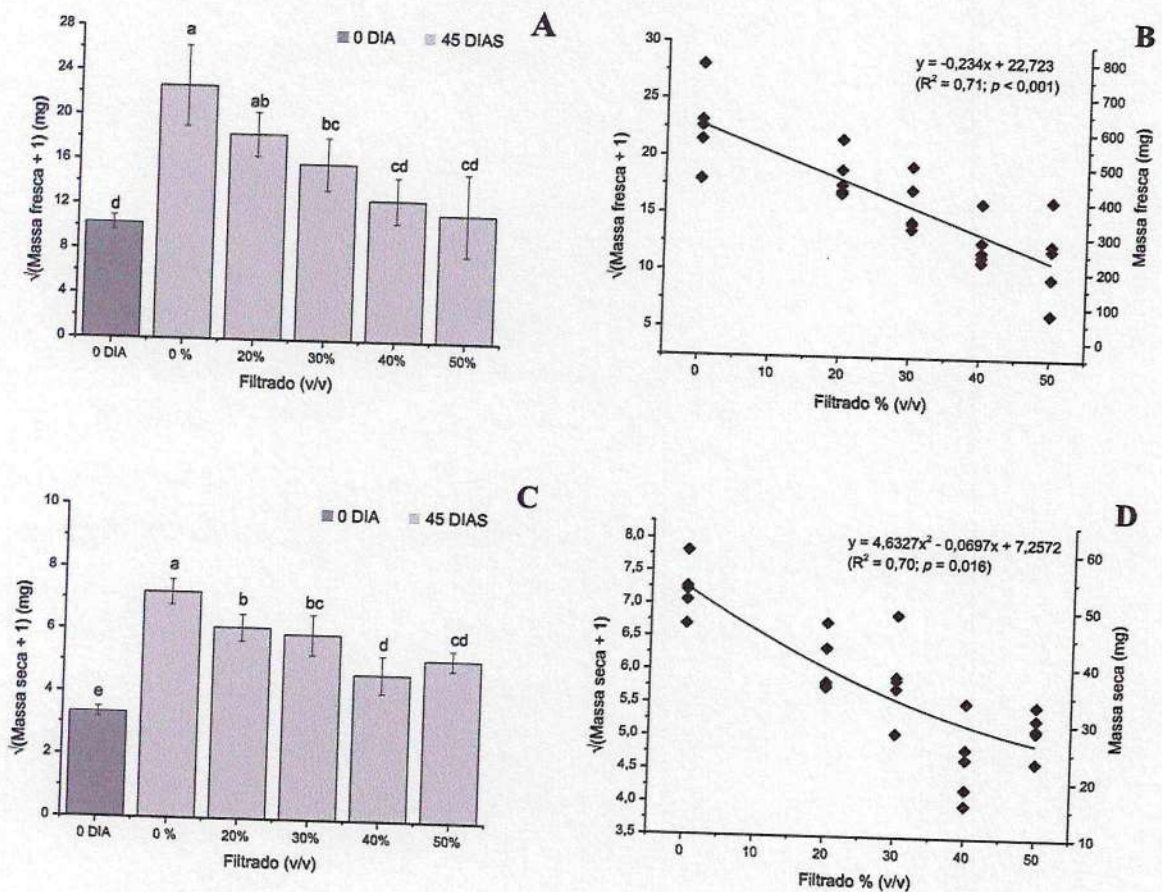 A
0 DIA 45 DIAS
√(Massa fresca + 1) (mg)
28
24
20
16
12
8
4
0
d
a
ab
bc
cd
cd
0 DIA 0 % 20% 30% 40% 50%
Filtrado (v/v)
B
y = -0,234x + 22,723
(R² = 0,71; p < 0,001)
√(Massa fresca + 1)
30
25
20
15
10
5
Massa fresca (mg)
800
700
600
500
400
300
200
100
0
0 10 20 30 40 50
Filtrado % (v/v)
C
0 DIA 45 DIAS
√(Massa seca + 1) (mg)
10
8
6
4
2
0
e
a
b
bc
d
cd
0 DIA 0 % 20% 30% 40% 50%
Filtrado (v/v)
D
y = 4,6327x² - 0,0697x + 7,2572
(R² = 0,70; p = 0,016)
√(Massa seca + 1)
8,0
7,5
7,0
6,5
6,0
5,5
5,0
4,5
4,0
3,5
Massa seca (mg)
60
50
40
30
20
10
0 10 20 30 40 50
Filtrado % (v/v)